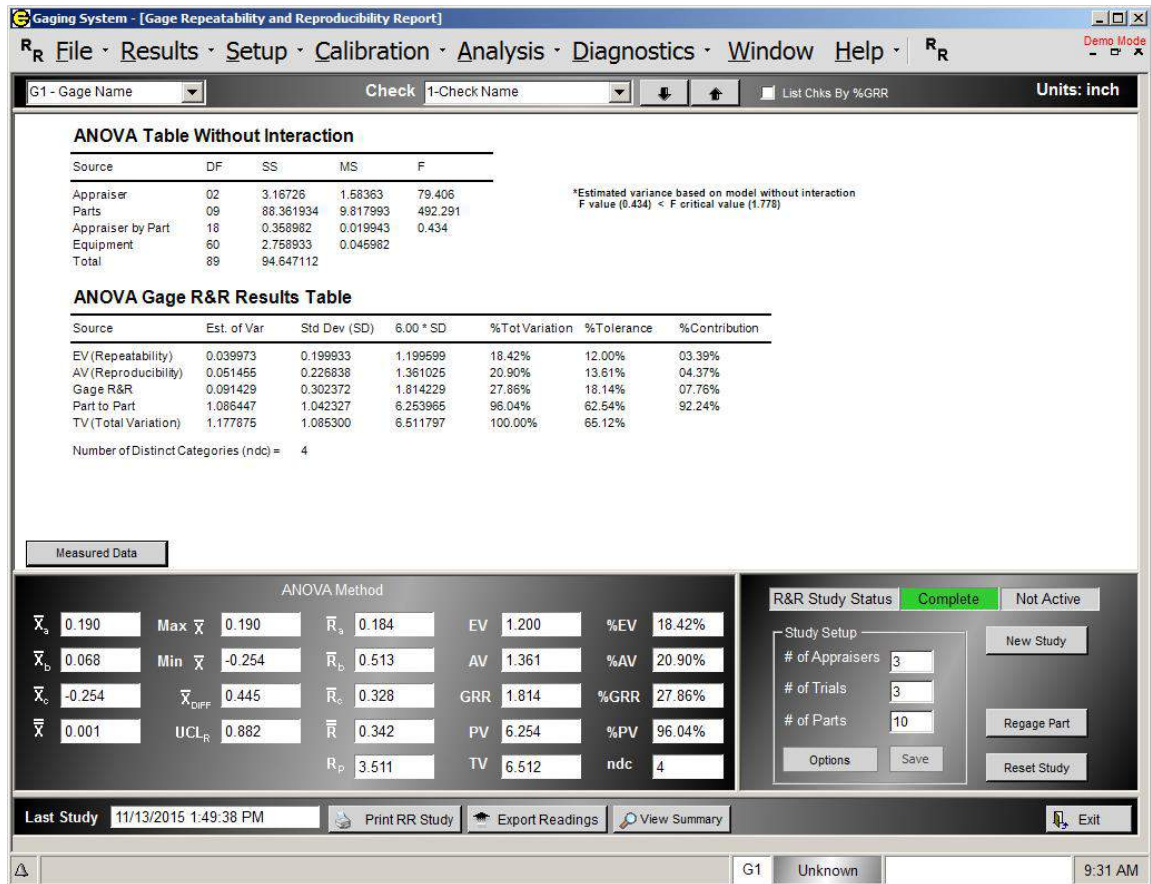 Gaging System - [Gage Repeatability and Reproducibility Report]
RR File · Results · Setup · Calibration · Analysis · Diagnostics · Window Help · RR Demo Mode
G1 - Gage Name Check 1-Check Name List Chks By %GRR Units: inch
ANOVA Table Without Interaction
Source DF SS MS F
Appraiser 02 3.16726 1.58363 79.406
Parts 09 88.361934 9.817993 492.291
Appraiser by Part 18 0.358982 0.019943 0.434
Equipment 60 2.758933 0.045982
Total 89 94.647112
*Estimated variance based on model without interaction
F value (0.434) < F critical value (1.778)
ANOVA Gage R&R Results Table
Source Est. of Var Std Dev (SD) 6.00 * SD %Tot Variation %Tolerance %Contribution
EV (Repeatability) 0.039973 0.199933 1.199599 18.42% 12.00% 03.39%
AV (Reproducibility) 0.051455 0.226838 1.361025 20.90% 13.61% 04.37%
Gage R&R 0.091429 0.302372 1.814229 27.86% 18.14% 07.76%
Part to Part 1.086447 1.042327 6.253965 96.04% 62.54% 92.24%
TV (Total Variation) 1.177875 1.085300 6.511797 100.00% 65.12%
Number of Distinct Categories (ndc) = 4
Measured Data
ANOVA Method
X̅a 0.190 Max X̅ 0.190 R̅a 0.184 EV 1.200 %EV 18.42%
X̅b 0.068 Min X̅ -0.254 R̅b 0.513 AV 1.361 %AV 20.90%
X̅c -0.254 X̅DIFF 0.445 R̅c 0.328 GRR 1.814 %GRR 27.86%
X̿ 0.001 UCLR 0.882 R̿ 0.342 PV 6.254 %PV 96.04%
Rp 3.511 TV 6.512 ndc 4
R&R Study Status Complete Not Active
Study Setup
# of Appraisers 3
# of Trials 3
# of Parts 10
Options Save
New Study
Regage Part
Reset Study
Last Study 11/13/2015 1:49:38 PM Print RR Study Export Readings View Summary Exit
G1 Unknown 9:31 AM